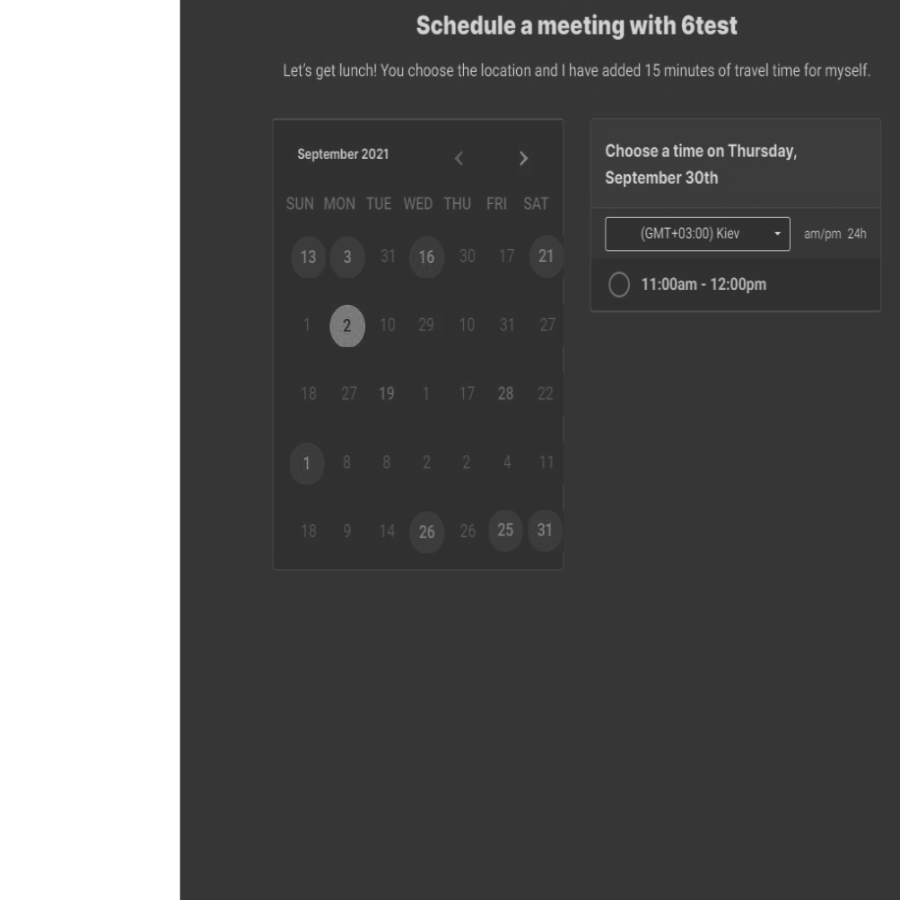 Schedule a meeting with 6test
Let's get lunch! You choose the location and I have added 15 minutes of travel time for myself.
September 2021
SUN MON TUE WED THU FRI SAT
13 3 31 16 30 17 21
1 2 10 29 10 31 27
18 27 19 1 17 28 22
1 8 8 2 2 4 11
18 9 14 26 26 25 31
Choose a time on Thursday,
September 30th
(GMT+03:00) Kiev am/pm 24h
11:00am - 12:00pm